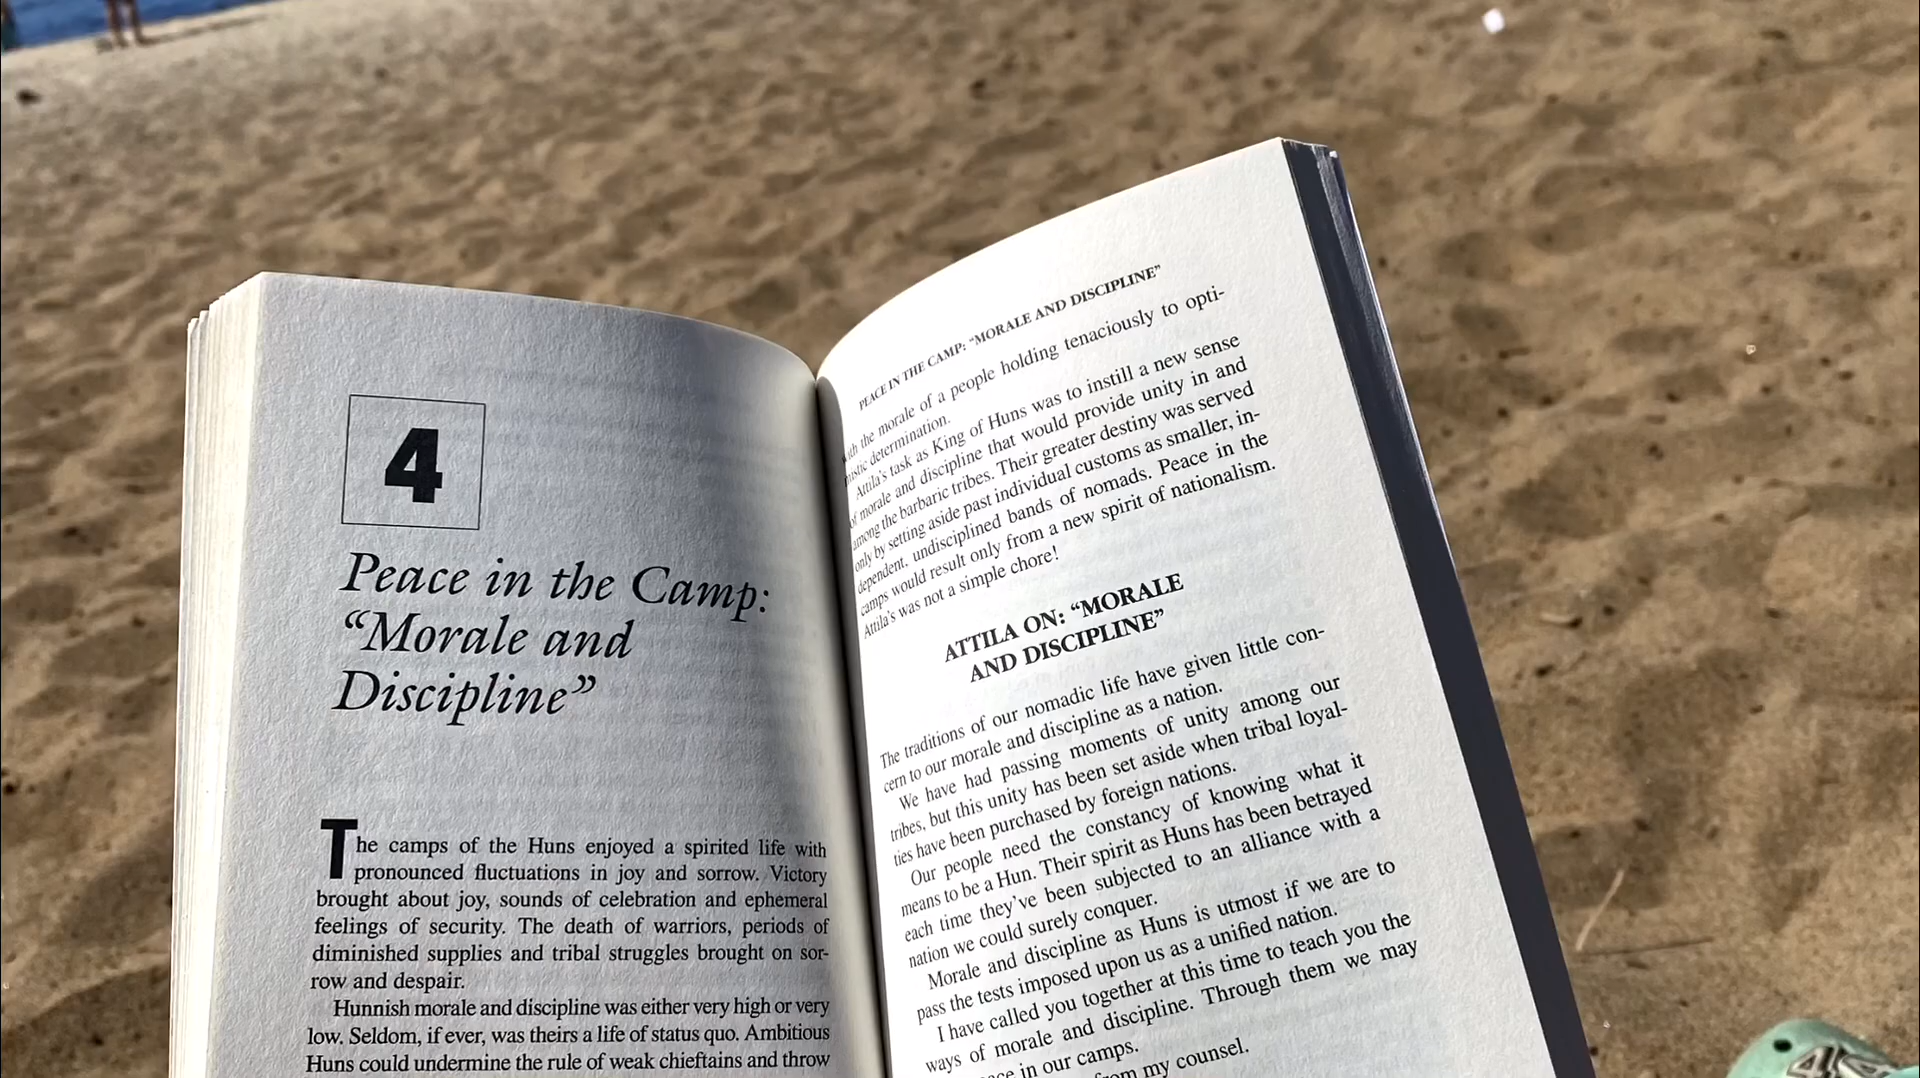 4
Peace in the Camp:
“Morale and
Discipline”
The camps of the Huns enjoyed a spirited life with
pronounced fluctuations in joy and sorrow. Victory
brought about joy, sounds of celebration and ephemeral
feelings of security. The death of warriors, periods of
diminished supplies and tribal struggles brought on sor-
row and despair.
Hunnish morale and discipline was either very high or very
low. Seldom, if ever, was theirs a life of status quo. Ambitious
Huns could undermine the rule of weak chieftains and throw
PEACE IN THE CAMP: “MORALE AND DISCIPLINE”
the morale of a people holding tenaciously to opti-
mistic determination.
Attila's task as King of Huns was to instill a new sense
of morale and discipline that would provide unity in and
among the barbaric tribes. Their greater destiny was served
only by setting aside past individual customs as smaller, in-
dependent, undisciplined bands of nomads. Peace in the
camps would result only from a new spirit of nationalism.
Attila's was not a simple chore!
ATTILA ON: “MORALE
AND DISCIPLINE”
The traditions of our nomadic life have given little con-
cern to our morale and discipline as a nation.
We have had passing moments of unity among our
tribes, but this unity has been set aside when tribal loyal-
ties have been purchased by foreign nations.
Our people need the constancy of knowing what it
means to be a Hun. Their spirit as Huns has been betrayed
each time they've been subjected to an alliance with a
nation we could surely conquer.
Morale and discipline as Huns is utmost if we are to
pass the tests imposed upon us as a unified nation.
I have called you together at this time to teach you the
ways of morale and discipline. Through them we may
in our camps.
from my counsel.